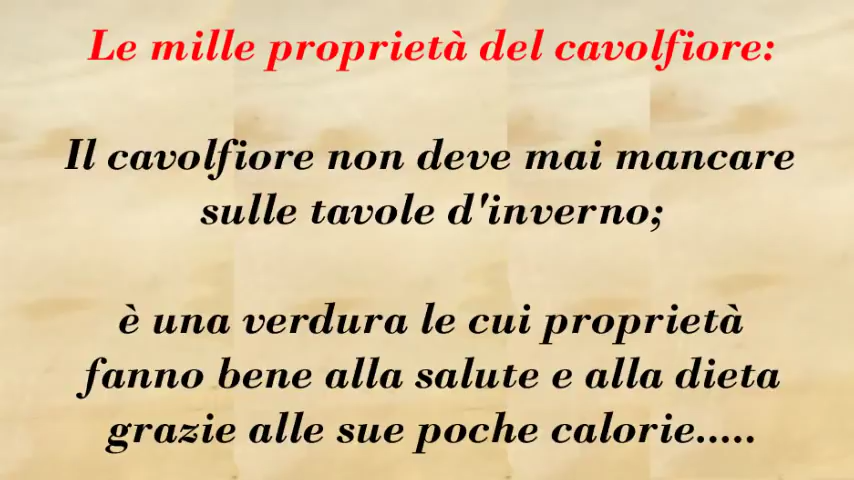 Le mille proprietà del cavolfiore:
Il cavolfiore non deve mai mancare
sulle tavole d'inverno;
è una verdura le cui proprietà
fanno bene alla salute e alla dieta
grazie alle sue poche calorie.....